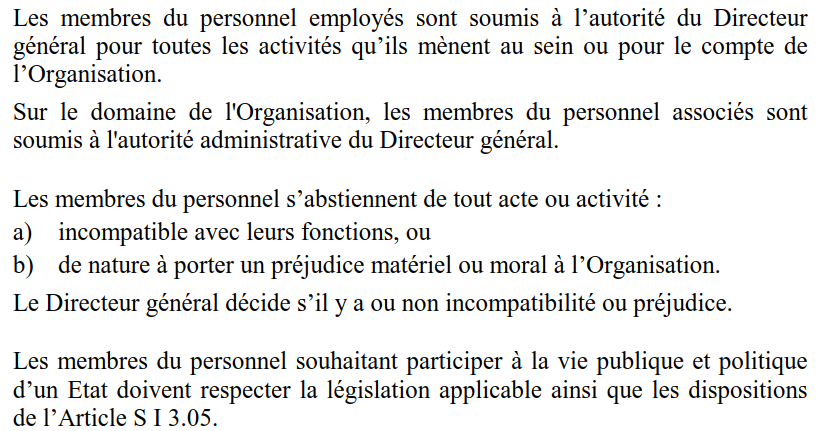 Les membres du personnel employés sont soumis à l’autorité du Directeur
général pour toutes les activités qu’ils mènent au sein ou pour le compte de
l’Organisation.
Sur le domaine de l'Organisation, les membres du personnel associés sont
soumis à l'autorité administrative du Directeur général.
Les membres du personnel s’abstiennent de tout acte ou activité :
a) incompatible avec leurs fonctions, ou
b) de nature à porter un préjudice matériel ou moral à l’Organisation.
Le Directeur général décide s’il y a ou non incompatibilité ou préjudice.
Les membres du personnel souhaitant participer à la vie publique et politique
d’un Etat doivent respecter la législation applicable ainsi que les dispositions
de l’Article S I 3.05.